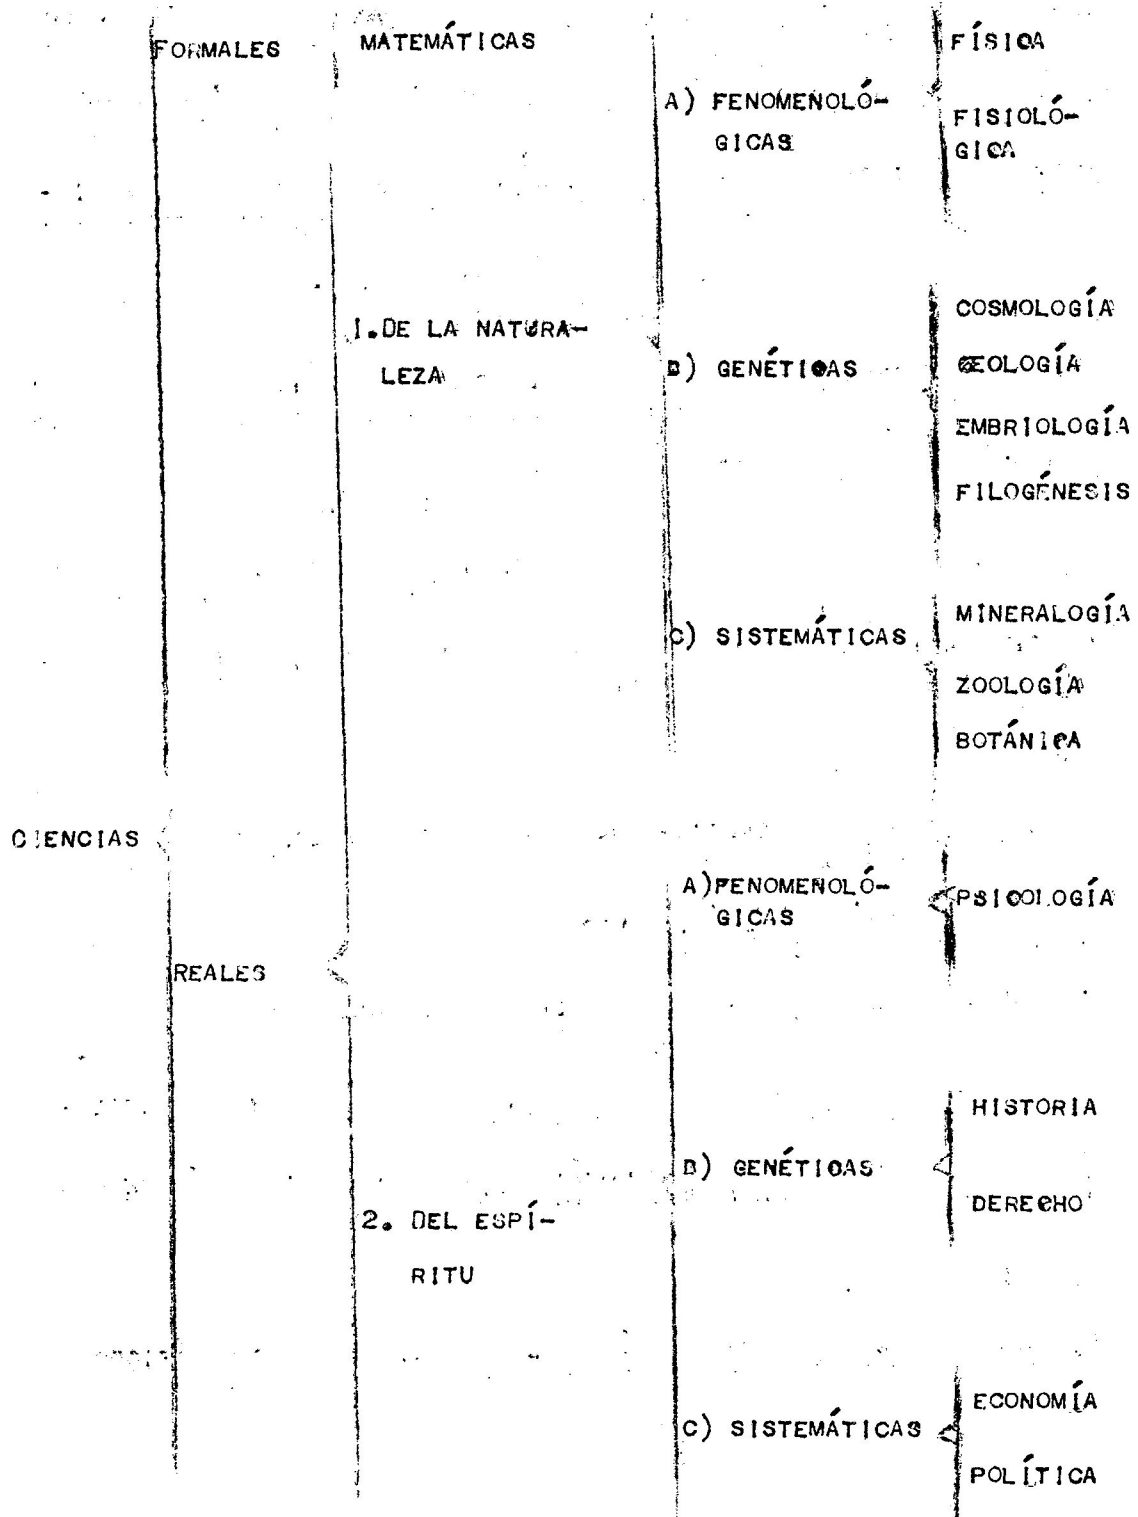 FORMALES
MATEMÁTICAS
FÍSICA
A) FENOMENOLÓ-
GICAS
FISIOLÓ-
GICA
1.DE LA NATURA-
LEZA
B) GENÉTICAS
COSMOLOGÍA
GEOLOGÍA
EMBRIOLOGÍA
FILOGÉNESIS
C) SISTEMÁTICAS
MINERALOGÍA
ZOOLOGÍA
BOTÁNICA
CIENCIAS
REALES
A)FENOMENOLÓ-
GICAS
PSICOLOGÍA
2. DEL ESPÍ-
RITU
B) GENÉTICAS
HISTORIA
DERECHO
C) SISTEMÁTICAS
ECONOMÍA
POLÍTICA